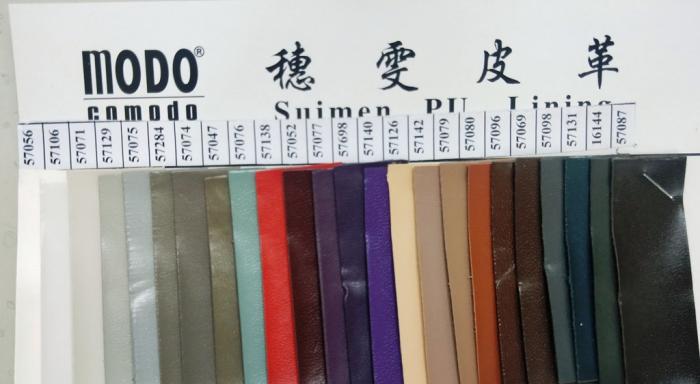 modo® 穗雯皮革
comodo Suimen PU Lining
57056 57106 57071 57129 57075 57284 57074 57047 57076 57138 57052 57077 57698 57140 57126 57142 57079 57080 57096 57069 57098 57131 16144 57087